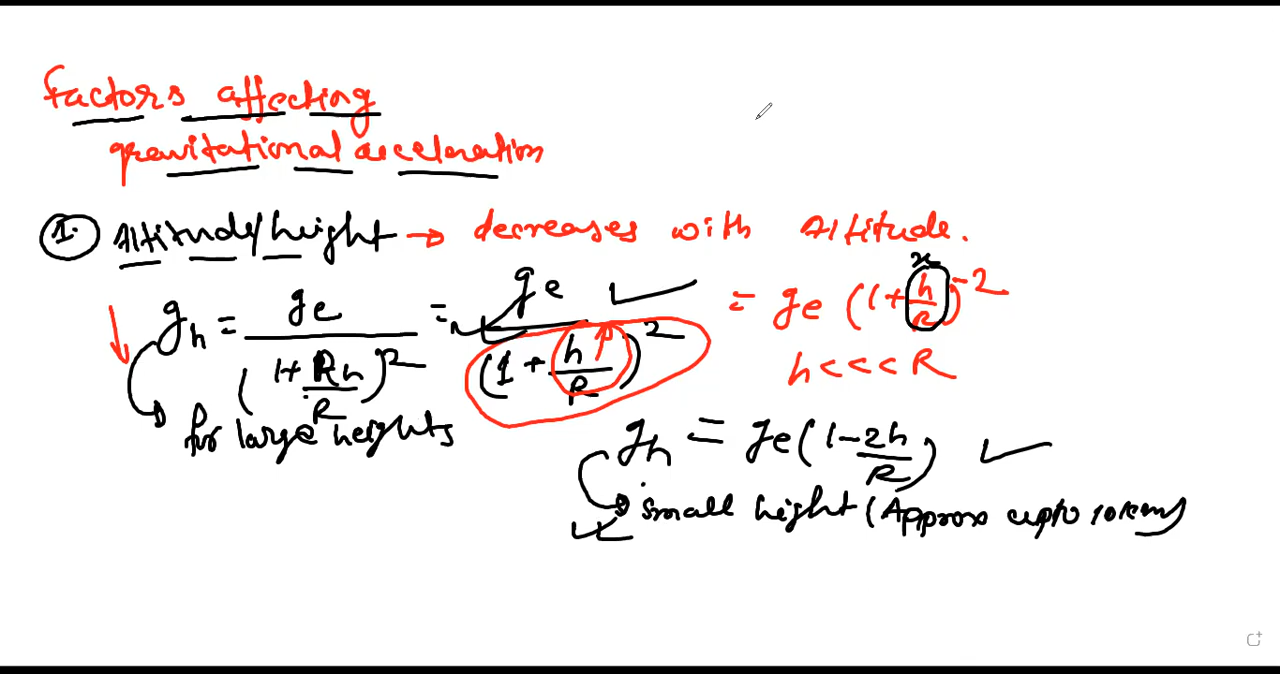 factors affecting
gravitational acceleration
1. Altitude/height → decreases with Altitude.
gh = ge/(1+Rh/R)^2 = ge/(1+h/R)^2 = ge (1+h/R)^-2
x
h<<<R
for large heights
gh = ge(1-2h/R)
small height (Approx upto 10km)